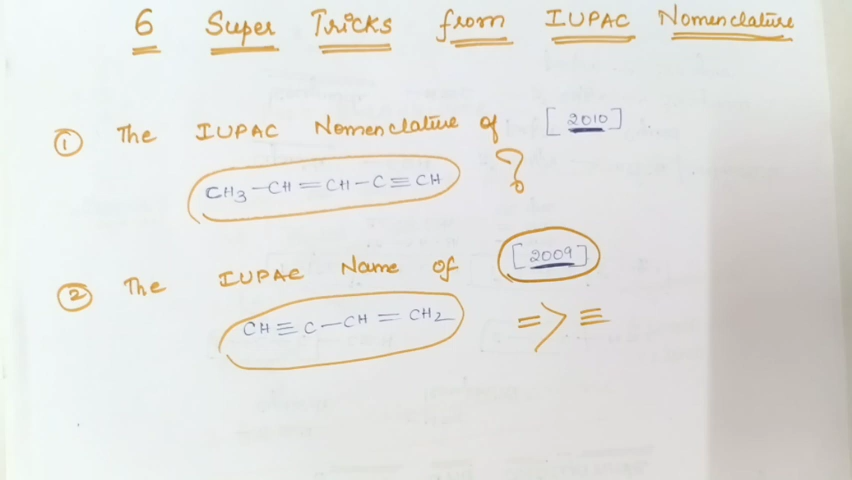 6 Super Tricks from IUPAC Nomenclature
① The IUPAC Nomenclature of [2010]
CH₃-CH=CH-C≡CH ?
② The IUPAC Name of [2009]
CH≡C-CH=CH₂ => ≡